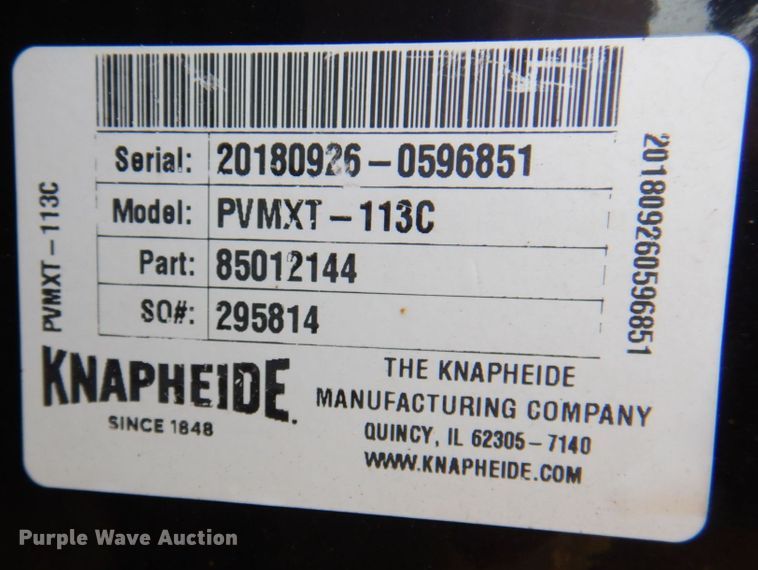 Serial: 20180926-0596851
Model: PVMXT-113C
Part: 85012144
SO#: 295814
PVMXT-113C
201809260596851
KNAPHEIDE.
SINCE 1848
THE KNAPHEIDE
MANUFACTURING COMPANY
QUINCY, IL 62305-7140
WWW.KNAPHEIDE.COM
Purple Wave Auction